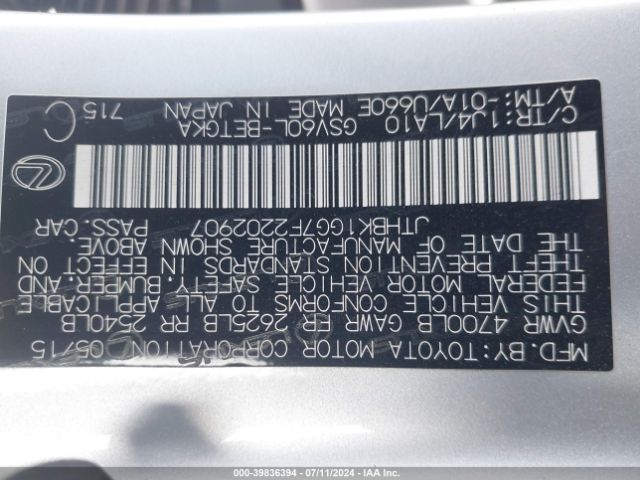 MFD.BY:TOYOTA MOTOR CORPORATION 05/15
GVWR 4700LB GAWR FR 2625LB RR 2540LB
THIS VEHICLE CONFORMS TO ALL APPLICABLE
FEDERAL MOTOR VEHICLE SAFETY, BUMPER, AND
THEFT PREVENTION STANDARDS IN EFFECT ON
THE DATE OF MANUFACTURE SHOWN ABOVE.
JTHBK1GG7F2202907 PASS. CAR
GSV60L-BETGKA MADE IN JAPAN
C/TR:1J4/LA10
A/TM:-01A/U660E
715 C
000-39836394 | 07/11/2024 - IAA Inc.